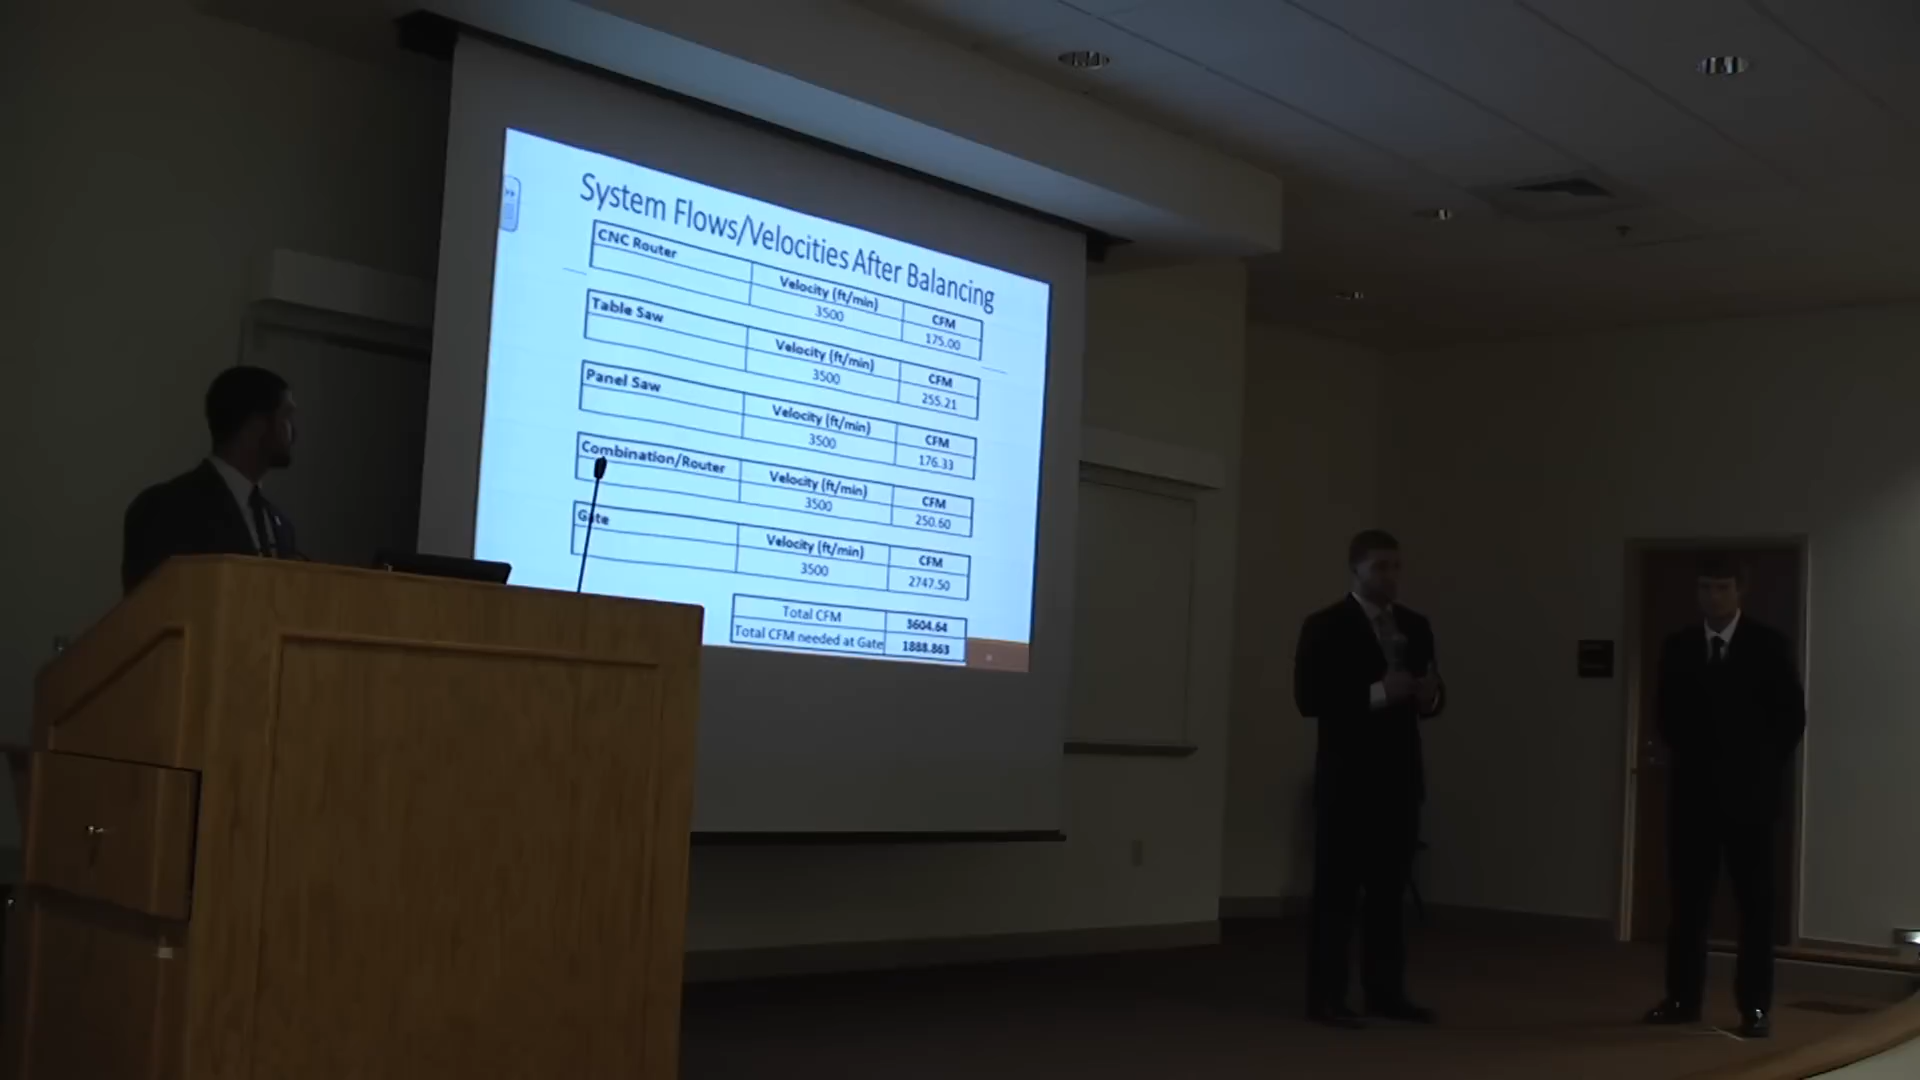 System Flows/Velocities After Balancing
CNC Router
Velocity (ft/min) CFM
3500 175.00
Table Saw
Velocity (ft/min) CFM
3500 255.21
Panel Saw
Velocity (ft/min) CFM
3500 176.33
Combination/Router
Velocity (ft/min) CFM
3500 250.60
Gate
Velocity (ft/min) CFM
3500 2747.50
Total CFM 3604.64
Total CFM needed at Gate 1888.863